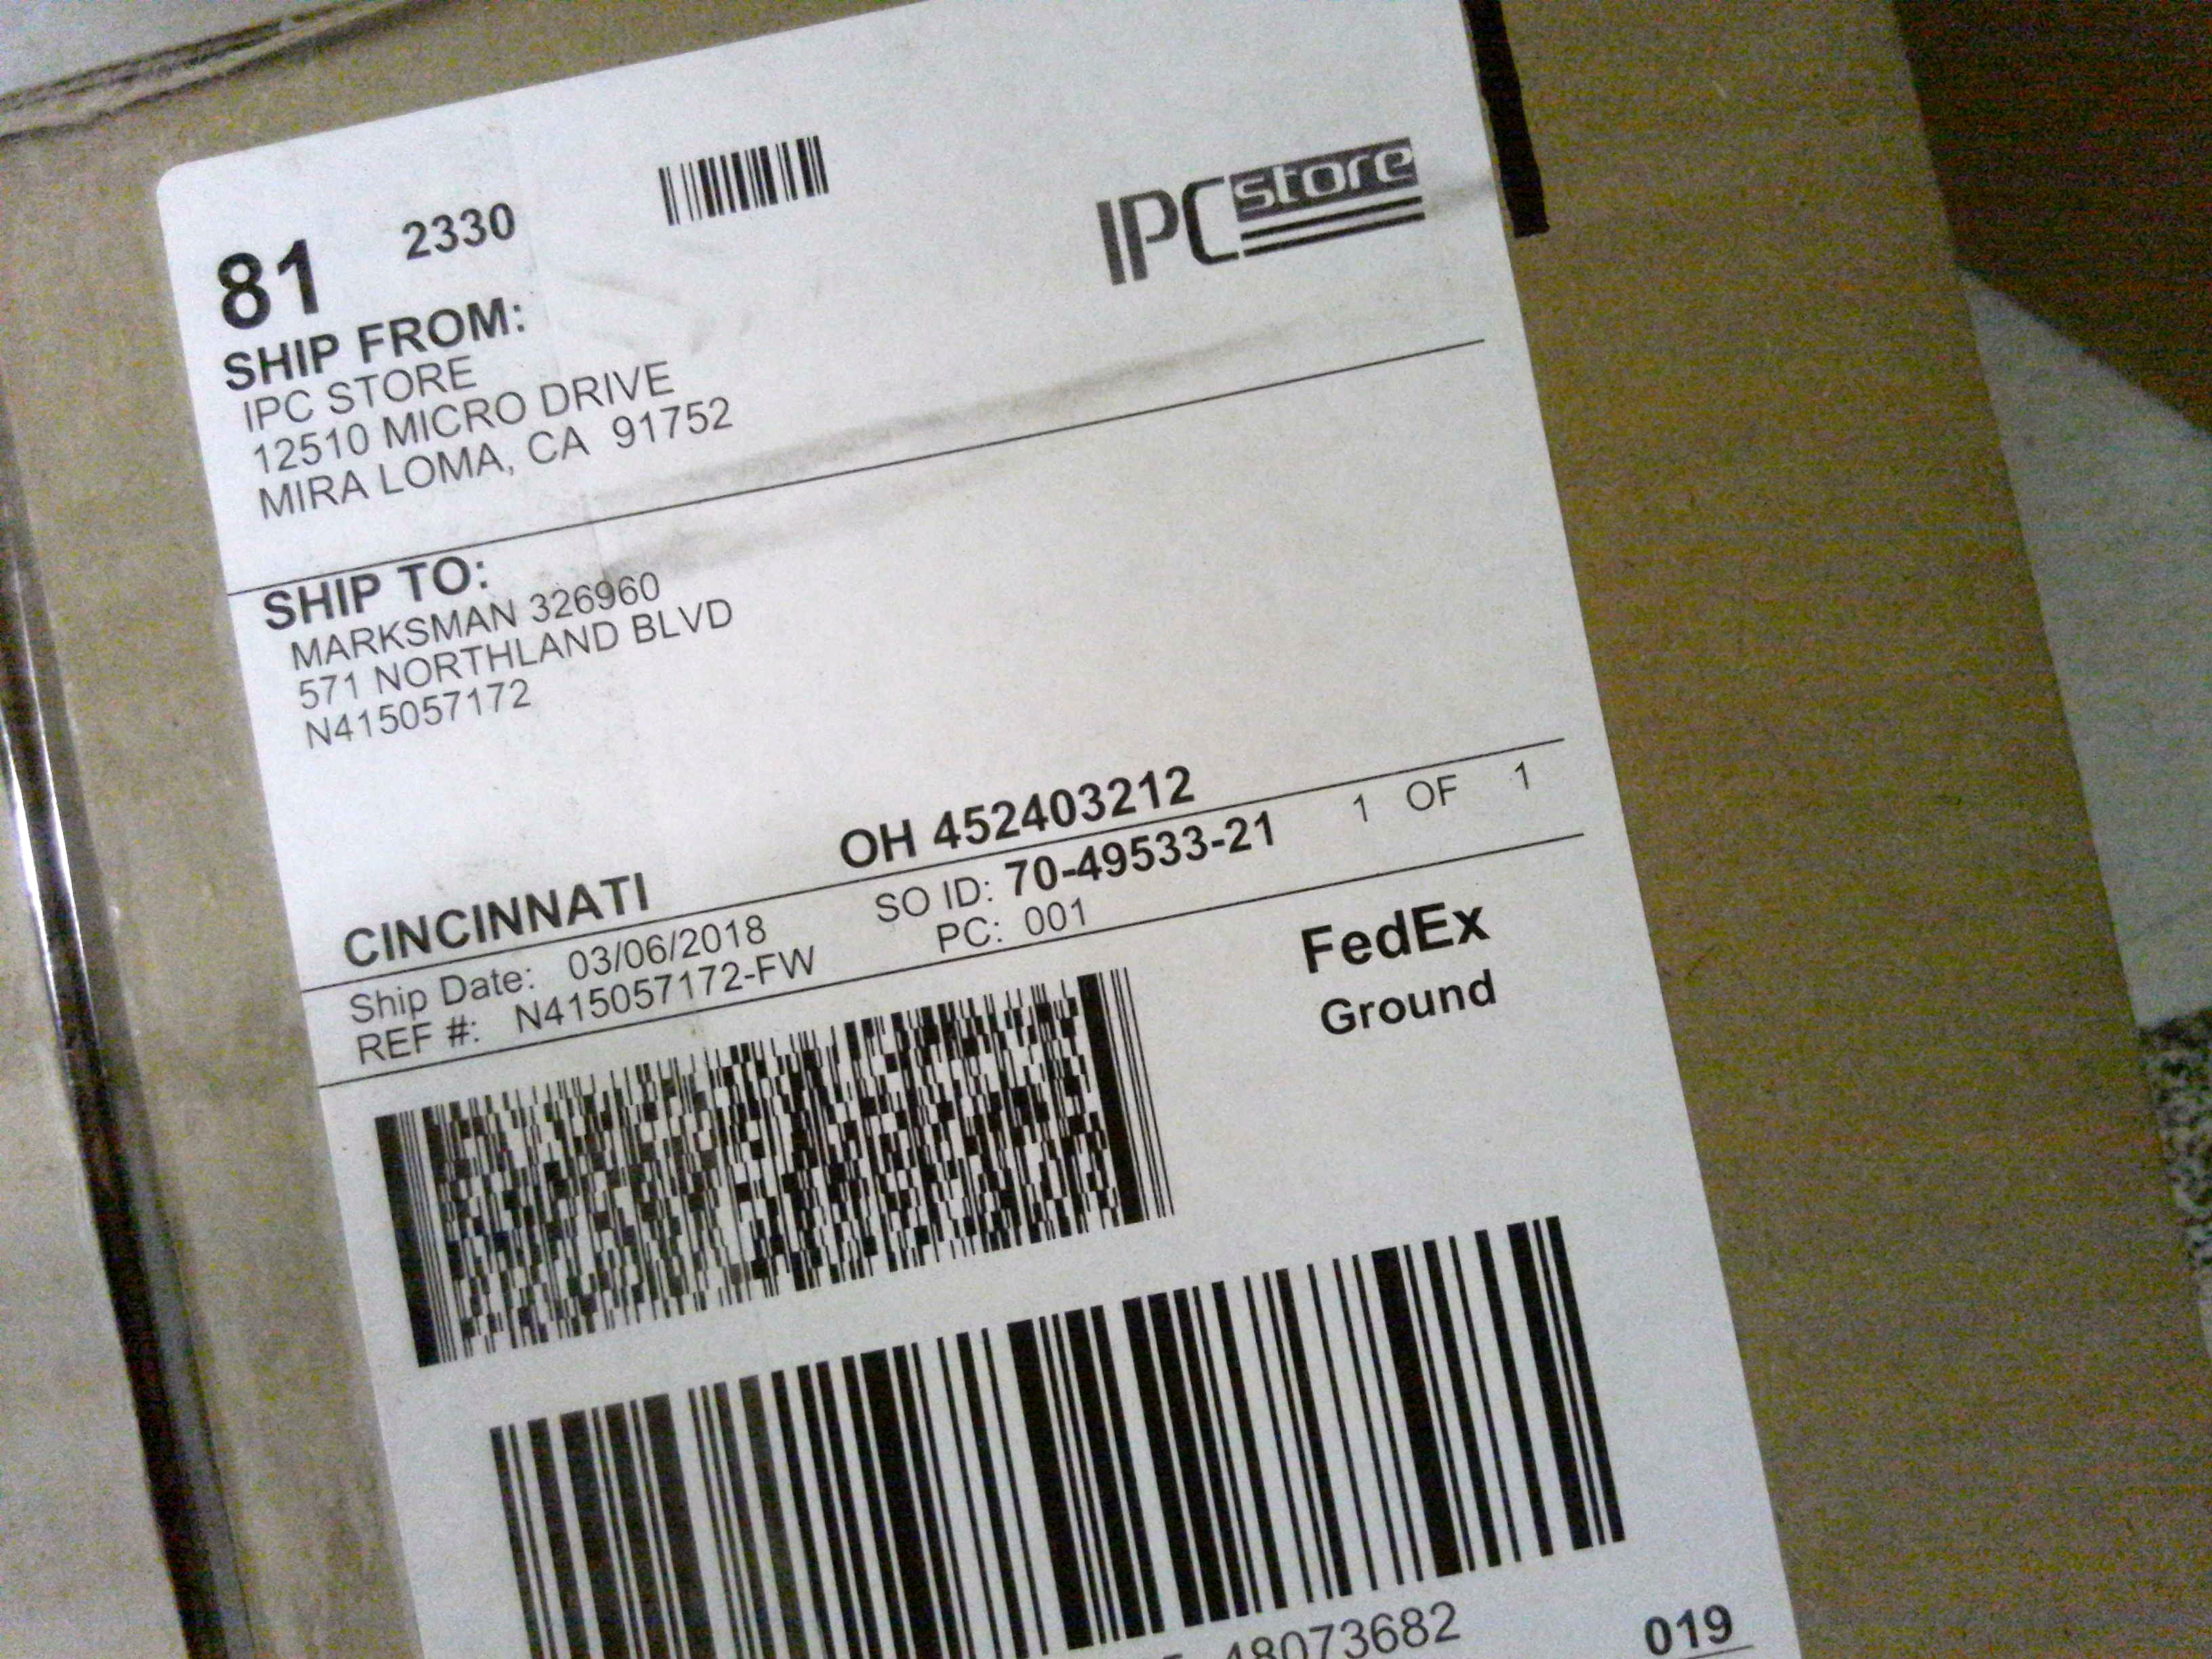 81 2330
IPC store
SHIP FROM:
IPC STORE
12510 MICRO DRIVE
MIRA LOMA, CA 91752
SHIP TO:
MARKSMAN 326960
571 NORTHLAND BLVD
N415057172
CINCINNATI OH 452403212
Ship Date: 03/06/2018 SO ID: 70-49533-21 1 OF 1
REF #: N415057172-FW PC: 001
FedEx
Ground
48073682
019